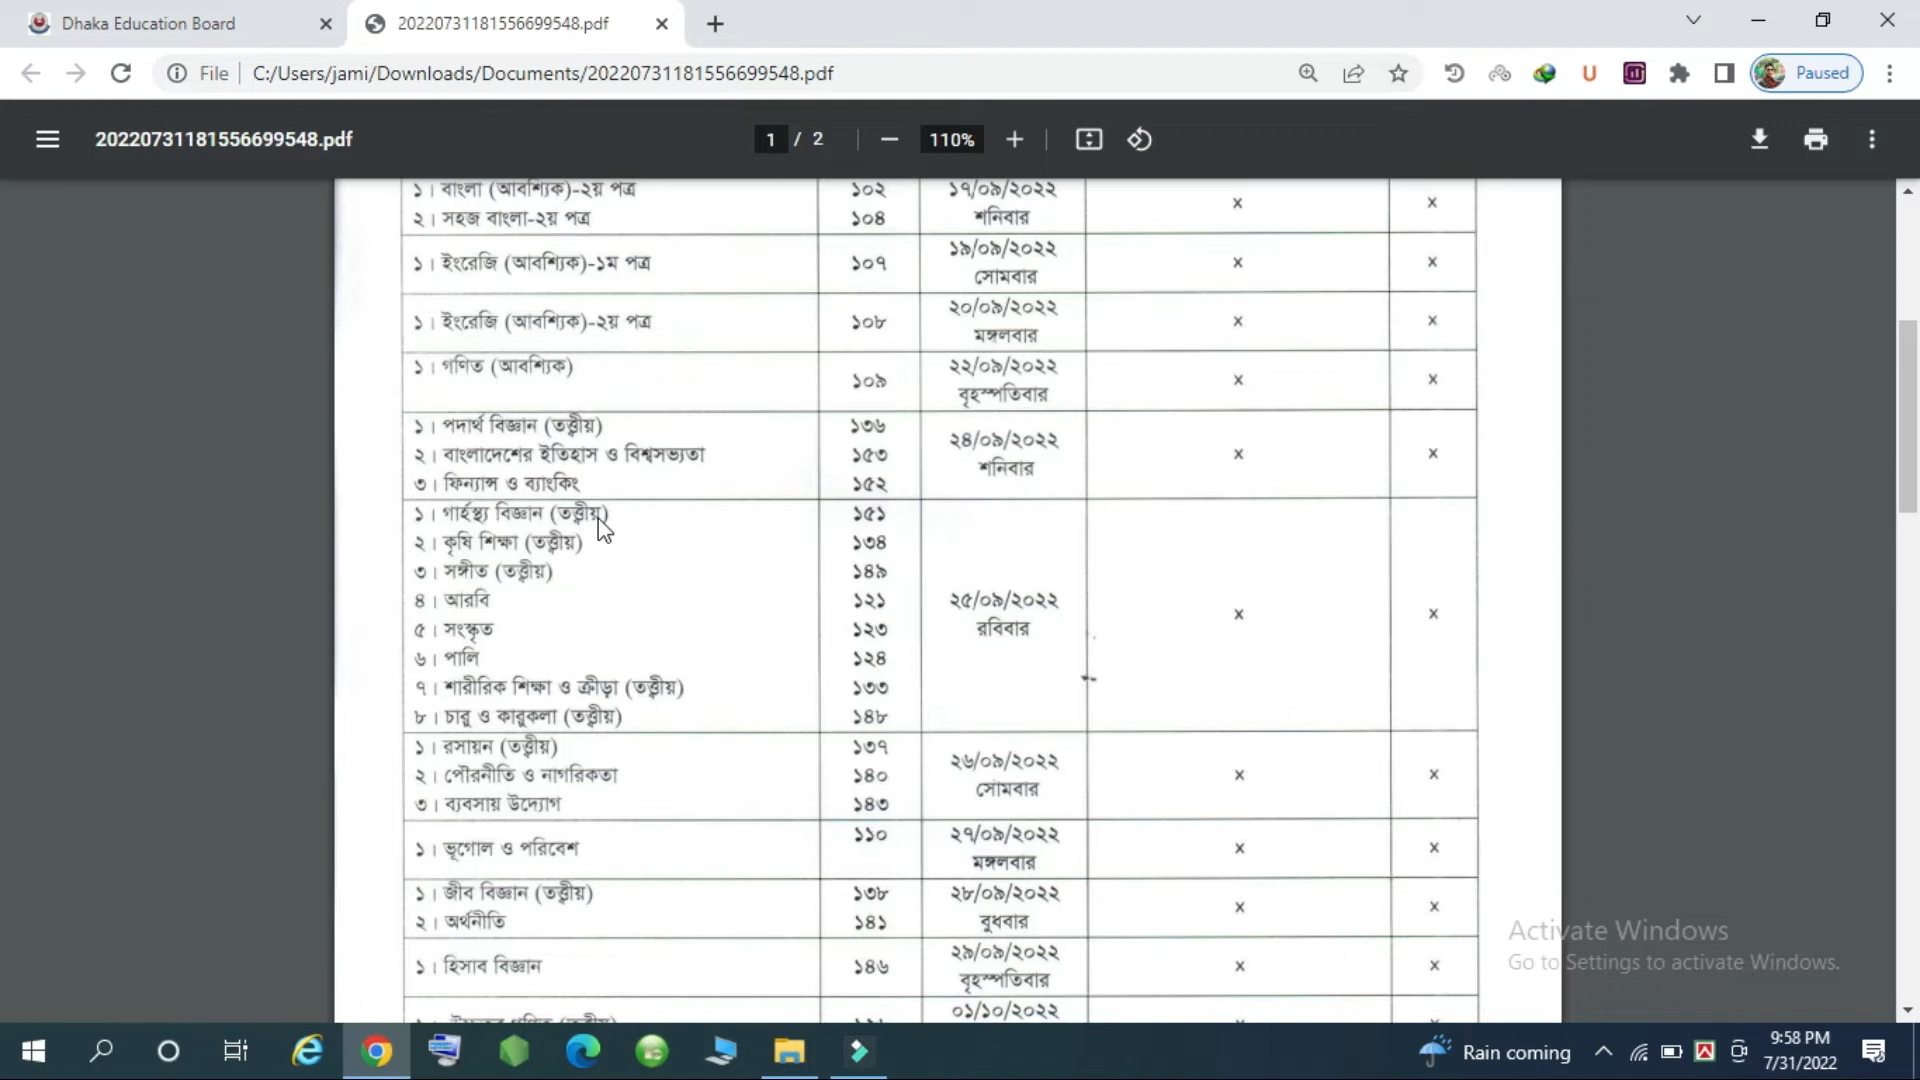 Dhaka Education Board
20220731181556699548.pdf
File
C:/Users/jami/Downloads/Documents/20220731181556699548.pdf
Paused
20220731181556699548.pdf
1 / 2
110%
১। বাংলা (আবশ্যিক)-২য় পত্র ১০২ ১৭/০৯/২০২২ x x
২। সহজ বাংলা-২য় পত্র ১০৪ শনিবার
১। ইংরেজি (আবশ্যিক)-১ম পত্র ১০৭ ১৯/০৯/২০২২ x x
সোমবার
১। ইংরেজি (আবশ্যিক)-২য় পত্র ১০৮ ২০/০৯/২০২২ x x
মঙ্গলবার
১। গণিত (আবশ্যিক) ১০৯ ২২/০৯/২০২২ x x
বৃহস্পতিবার
১। পদার্থ বিজ্ঞান (তত্ত্বীয়) ১৩৬ ২৪/০৯/২০২২ x x
২। বাংলাদেশের ইতিহাস ও বিশ্বসভ্যতা ১৫৩ শনিবার
৩। ফিন্যান্স ও ব্যাংকিং ১৫২
১। গার্হস্থ্য বিজ্ঞান (তত্ত্বীয়) ১৫১
২। কৃষি শিক্ষা (তত্ত্বীয়) ১৩৪
৩। সঙ্গীত (তত্ত্বীয়) ১৪৯
৪। আরবি ১২১ ২৫/০৯/২০২২ x x
৫। সংস্কৃত ১২৩ রবিবার
৬। পালি ১২৪
৭। শারীরিক শিক্ষা ও ক্রীড়া (তত্ত্বীয়) ১৩৩
৮। চারু ও কারুকলা (তত্ত্বীয়) ১৪৮
১। রসায়ন (তত্ত্বীয়) ১৩৭ ২৬/০৯/২০২২
২। পৌরনীতি ও নাগরিকতা ১৪০ সোমবার x x
৩। ব্যবসায় উদ্যোগ ১৪৩
১। ভূগোল ও পরিবেশ ১১০ ২৭/০৯/২০২২ x x
মঙ্গলবার
১। জীব বিজ্ঞান (তত্ত্বীয়) ১৩৮ ২৮/০৯/২০২২ x x
২। অর্থনীতি ১৪১ বুধবার
১। হিসাব বিজ্ঞান ১৪৬ ২৯/০৯/২০২২ x x
বৃহস্পতিবার
০১/১০/২০২২
Activate Windows
Go to Settings to activate Windows.
Rain coming
9:58 PM
7/31/2022